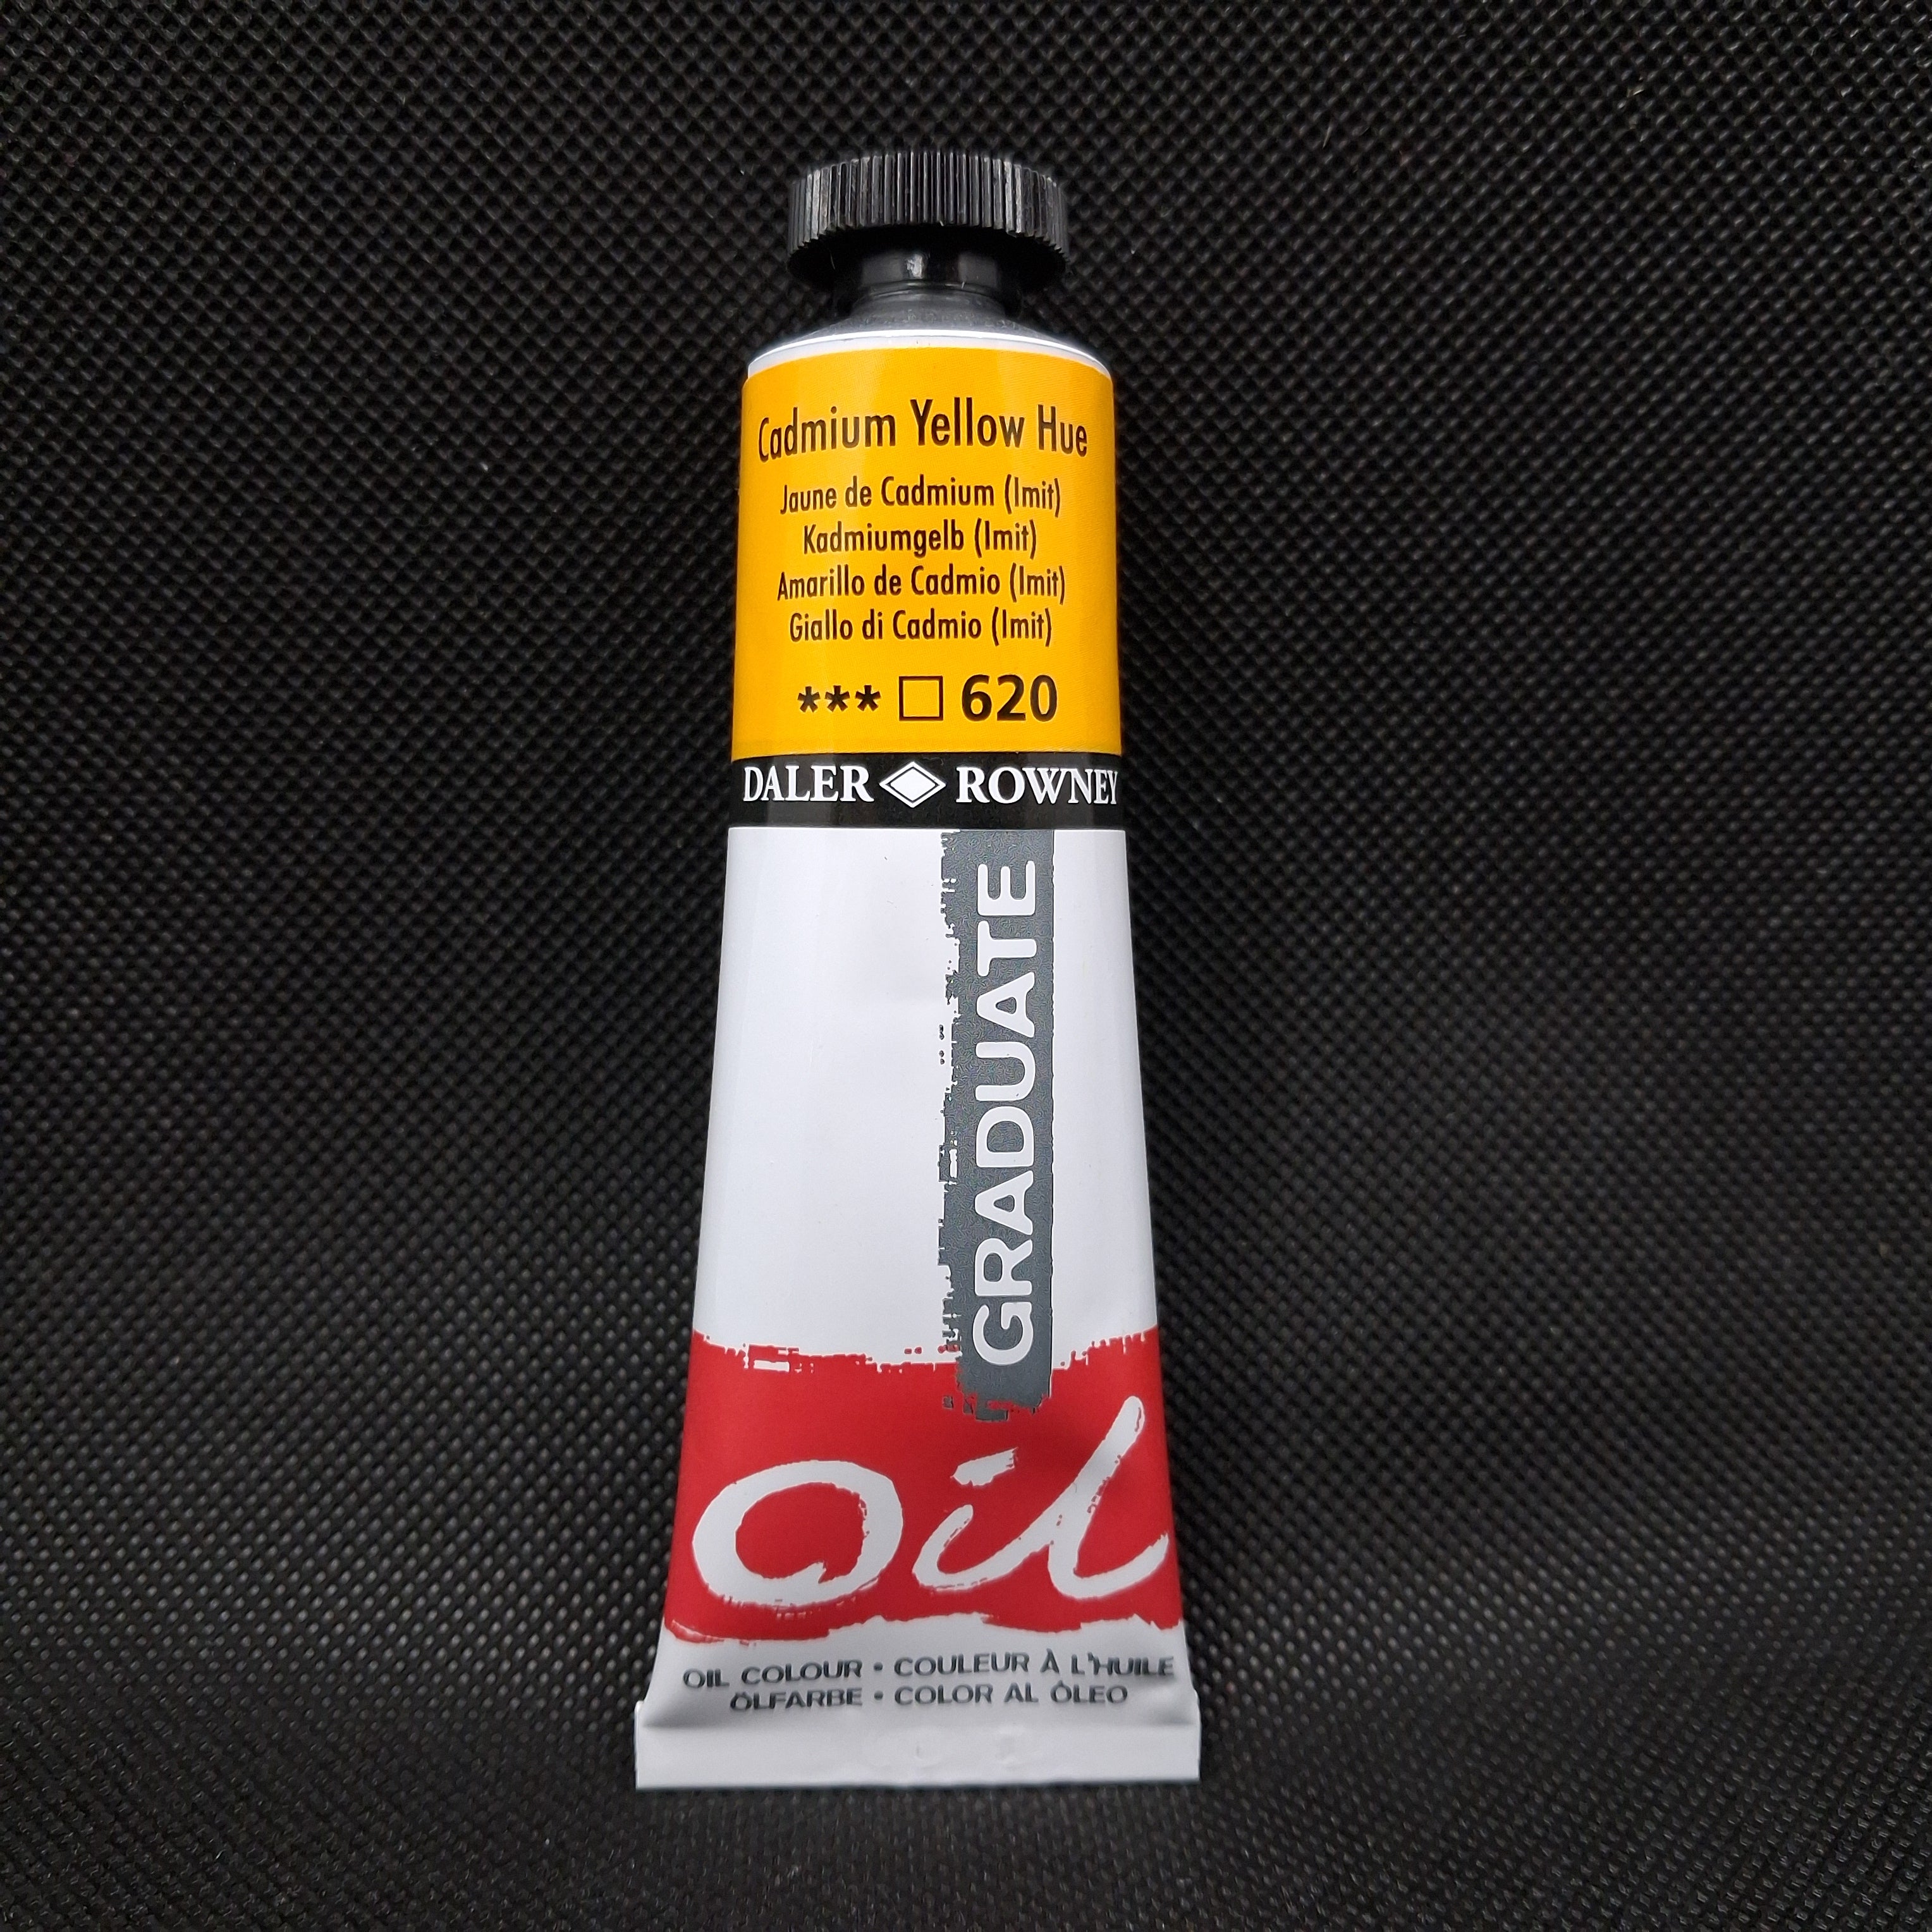 Cadmium Yellow Hue
Jaune de Cadmium (Imit)
Kadmiumgelb (Imit)
Amarillo de Cadmio (Imit)
Giallo di Cadmio (Imit)
*** □ 620
DALER ROWNEY
GRADUATE
Oil
OIL COLOUR • COULEUR À L'HUILE
ÖLFARBE • COLOR AL ÓLEO